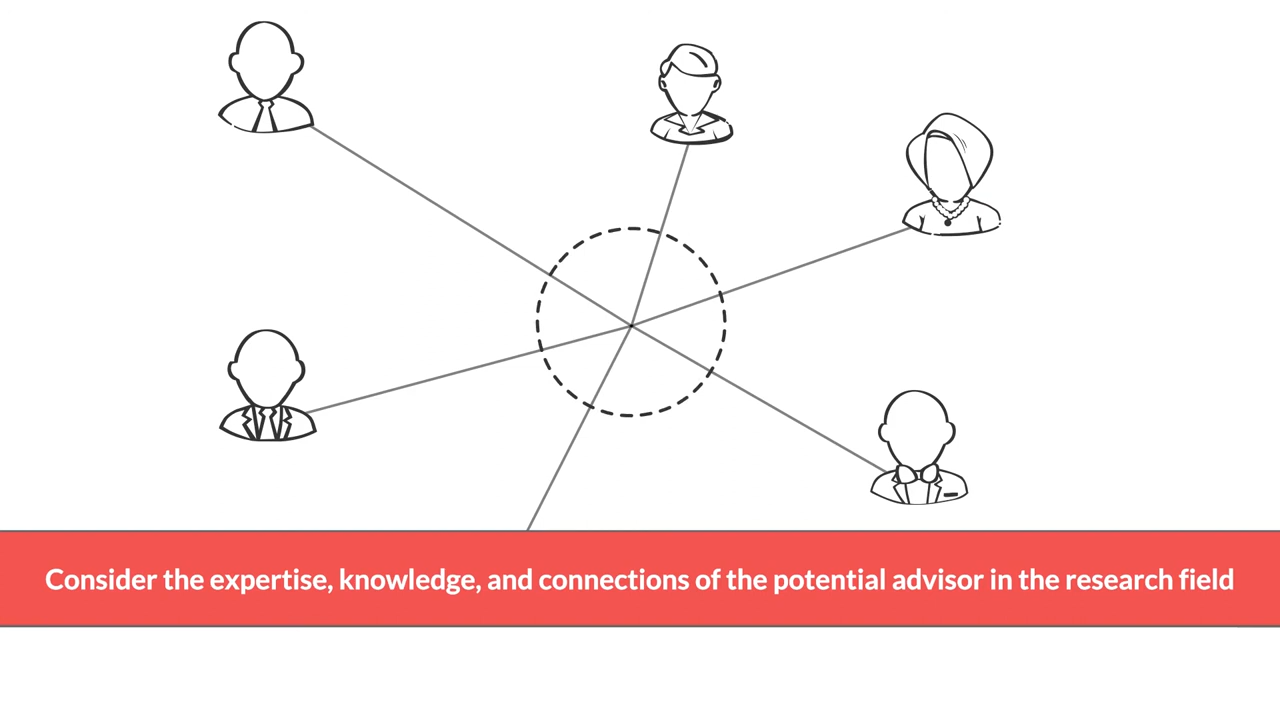 Consider the expertise, knowledge, and connections of the potential advisor in the research field